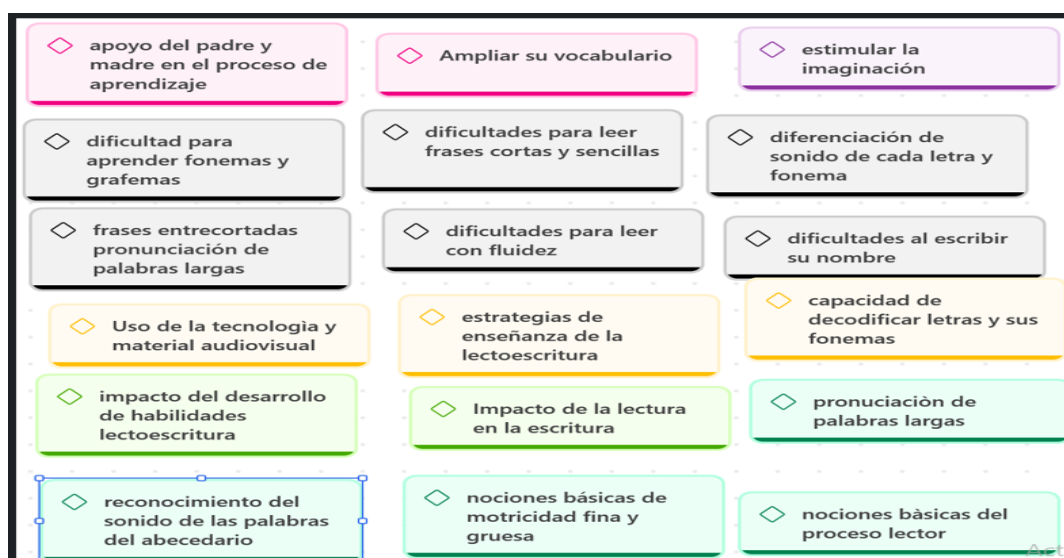 apoyo del padre y
madre en el proceso de
aprendizaje
Ampliar su vocabulario
estimular la
imaginación
dificultad para
aprender fonemas y
grafemas
dificultades para leer
frases cortas y sencillas
diferenciación de
sonido de cada letra y
fonema
frases entrecortadas
pronunciación de
palabras largas
dificultades para leer
con fluidez
dificultades al escribir
su nombre
Uso de la tecnologìa y
material audiovisual
estrategias de
enseñanza de la
lectoescritura
capacidad de
decodificar letras y sus
fonemas
impacto del desarrollo
de habilidades
lectoescritura
Impacto de la lectura
en la escritura
pronuciaciòn de
palabras largas
reconocimiento del
sonido de las palabras
del abecedario
nociones básicas de
motricidad fina y
gruesa
nociones bàsicas del
proceso lector